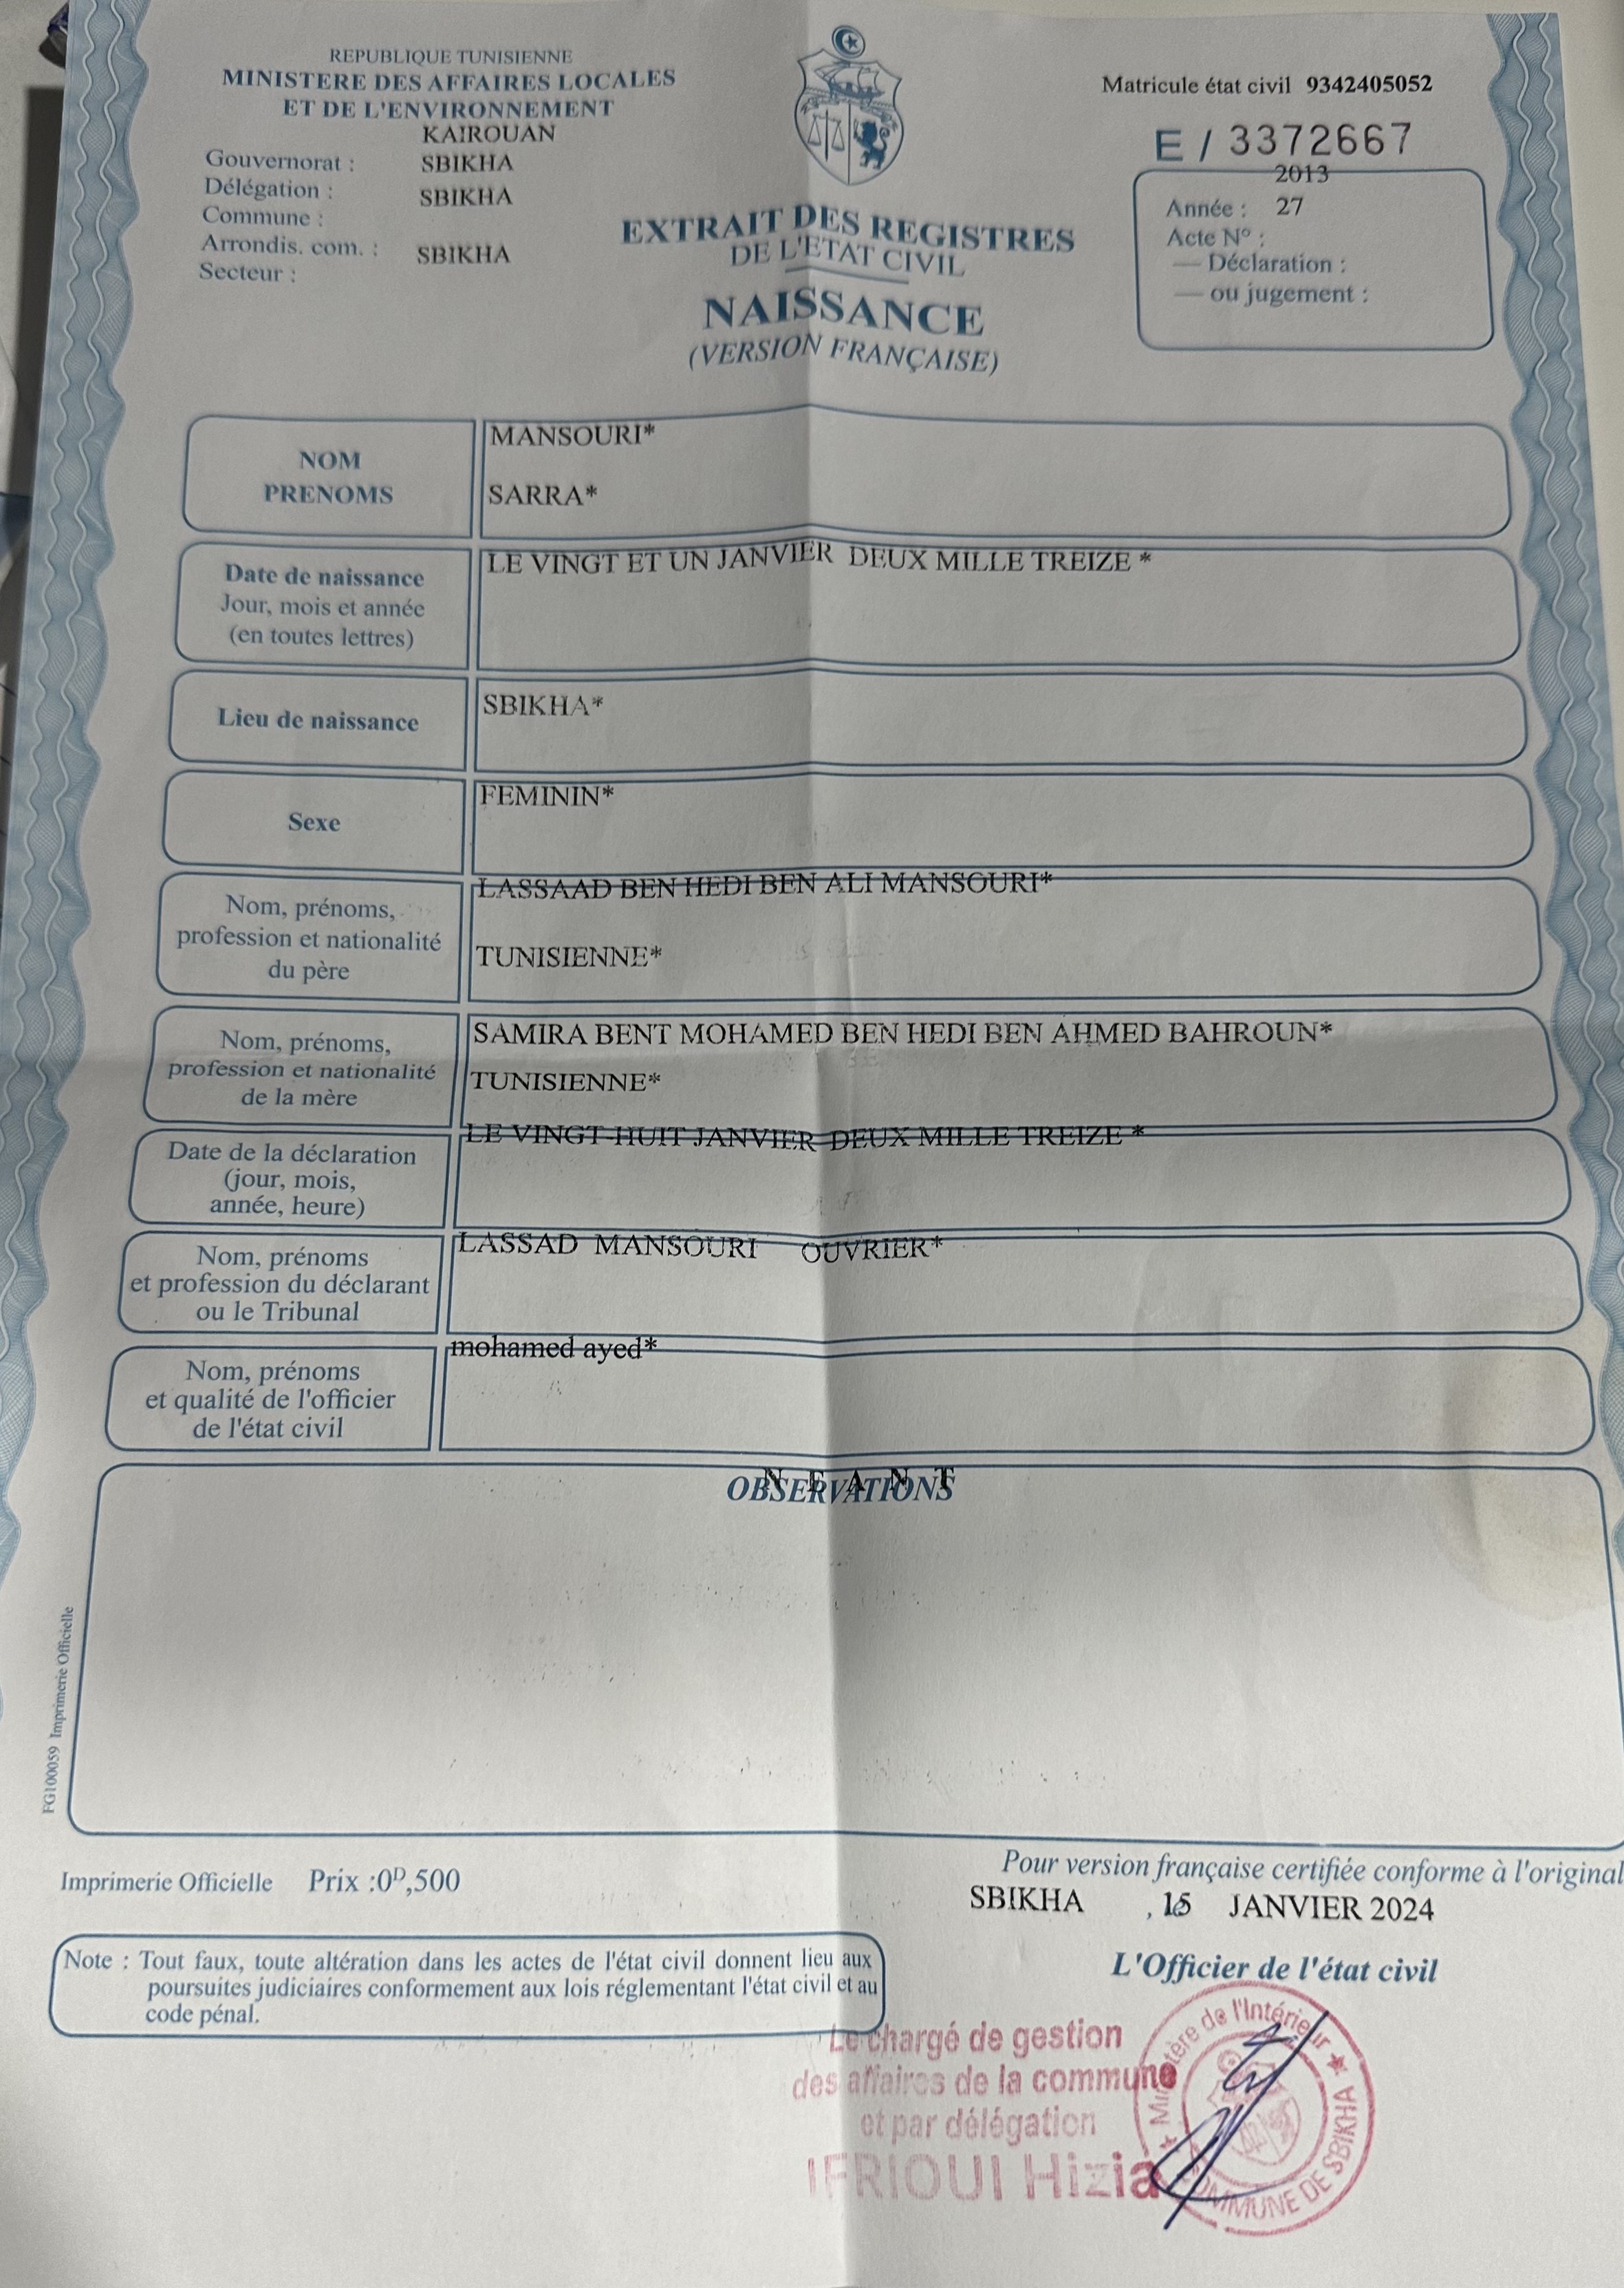 REPUBLIQUE TUNISIENNE
MINISTERE DES AFFAIRES LOCALES
ET DE L'ENVIRONNEMENT
KAIROUAN
Gouvernorat : SBIKHA
Délégation : SBIKHA
Commune :
Arrondis. com. : SBIKHA
Secteur :
EXTRAIT DES REGISTRES
DE L'ETAT CIVIL
NAISSANCE
(VERSION FRANÇAISE)
Matricule état civil 9342405052
E / 3372667
2013
Année : 27
Acte N° :
— Déclaration :
— ou jugement :
NOM
PRENOMS
MANSOURI*
SARRA*
Date de naissance
Jour, mois et année
(en toutes lettres)
LE VINGT ET UN JANVIER DEUX MILLE TREIZE *
Lieu de naissance
SBIKHA*
Sexe
FEMININ*
Nom, prénoms,
profession et nationalité
du père
LASSAAD BEN HEDI BEN ALI MANSOURI*
TUNISIENNE*
Nom, prénoms,
profession et nationalité
de la mère
SAMIRA BENT MOHAMED BEN HEDI BEN AHMED BAHROUN*
TUNISIENNE*
Date de la déclaration
(jour, mois,
année, heure)
LE VINGT-HUIT JANVIER DEUX MILLE TREIZE *
Nom, prénoms
et profession du déclarant
ou le Tribunal
LASSAD MANSOURI OUVRIER*
Nom, prénoms
et qualité de l'officier
de l'état civil
mohamed ayed*
N E A N T
OBSERVATIONS
FG100059 Imprimerie Officielle
Imprimerie Officielle Prix :0D,500
Pour version française certifiée conforme à l'original
SBIKHA , le 15 JANVIER 2024
Note : Tout faux, toute altération dans les actes de l'état civil donnent lieu aux
poursuites judiciaires conformement aux lois réglementant l'état civil et au
code pénal.
L'Officier de l'état civil
Le chargé de gestion
des affaires de la commune
et par délégation
IFRIOUI Hizia
★ Ministère de l'Intérieur ★
COMMUNE DE SBIKHA